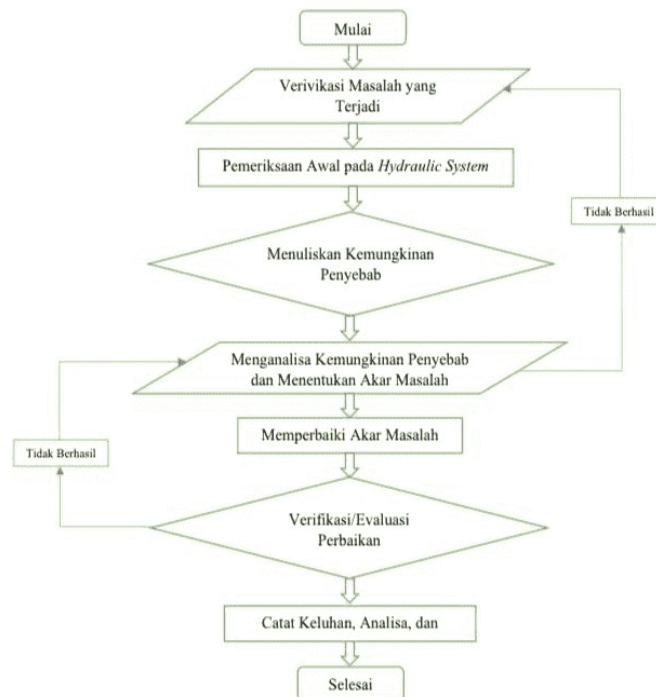 Mulai
Verivikasi Masalah yang
Terjadi
Pemeriksaan Awal pada Hydraulic System
Tidak Berhasil
Menuliskan Kemungkinan
Penyebab
Menganalisa Kemungkinan Penyebab
dan Menentukan Akar Masalah
Memperbaiki Akar Masalah
Tidak Berhasil
Verifikasi/Evaluasi
Perbaikan
Catat Keluhan, Analisa, dan
Selesai